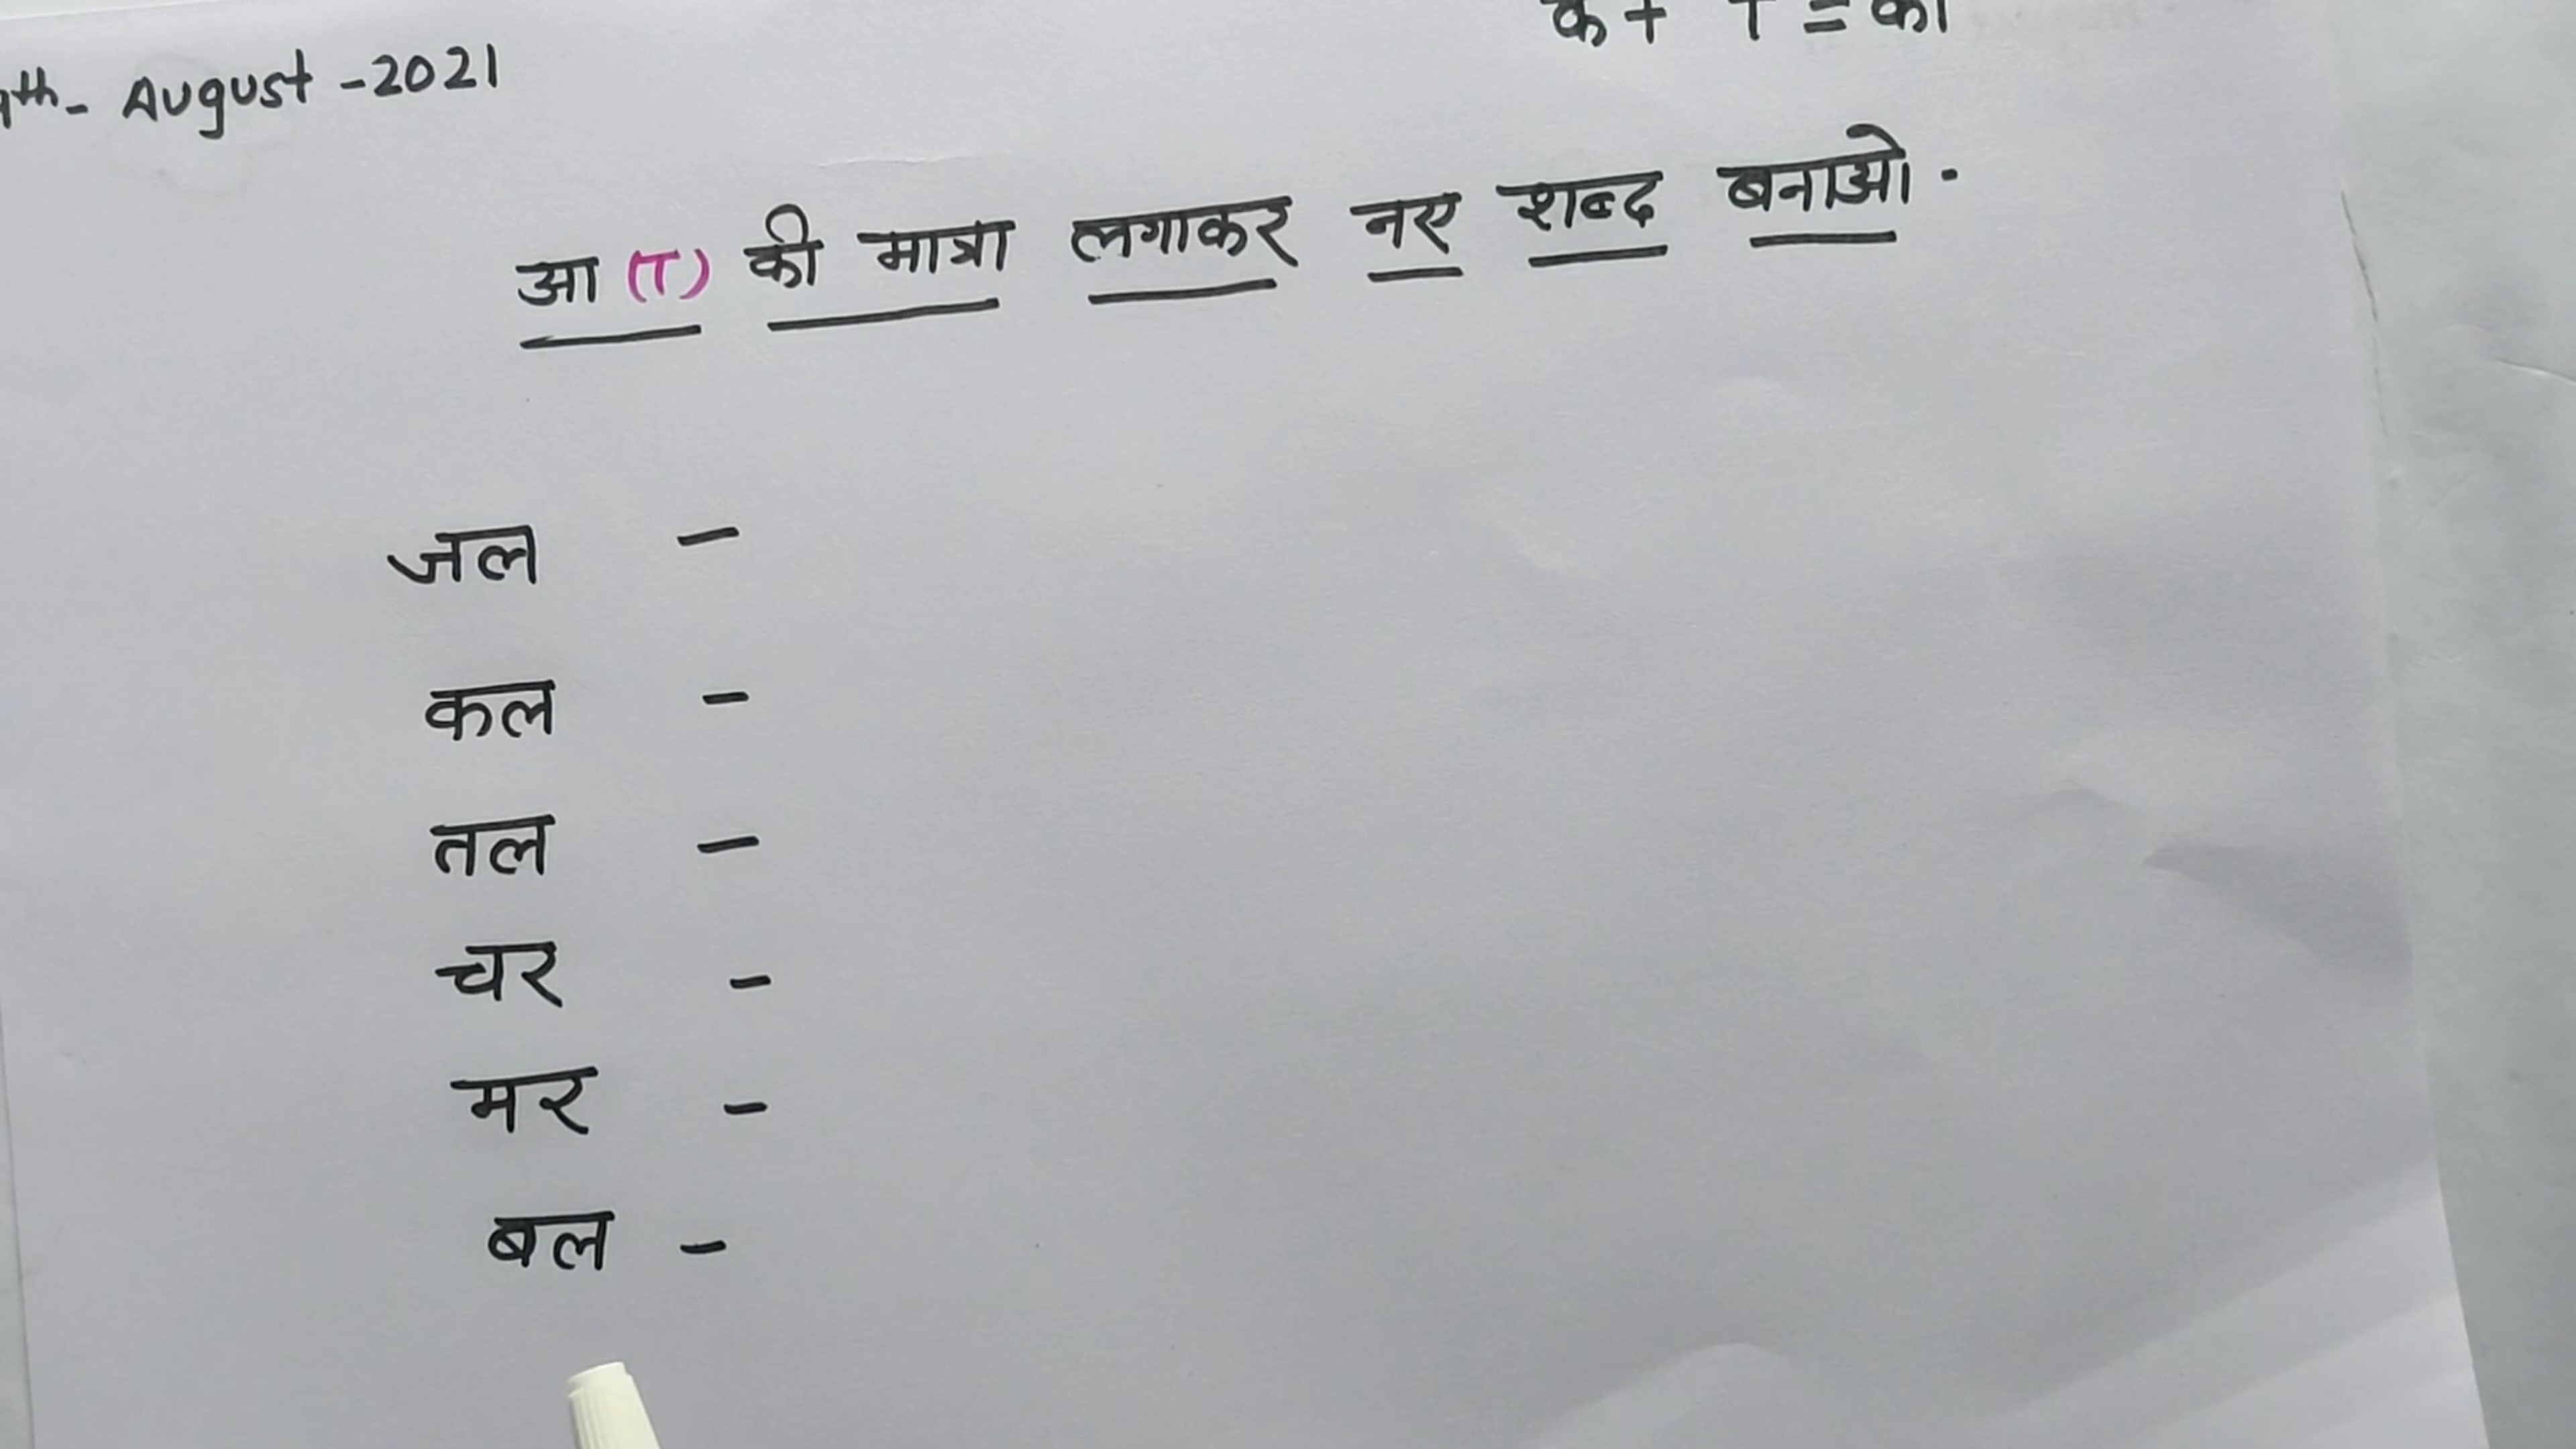 क + ा = का
th- August -2021
आ (ा) की मात्रा लगाकर नए शब्द बनाओ.
जल -
कल -
तल -
चर -
मर -
बल -